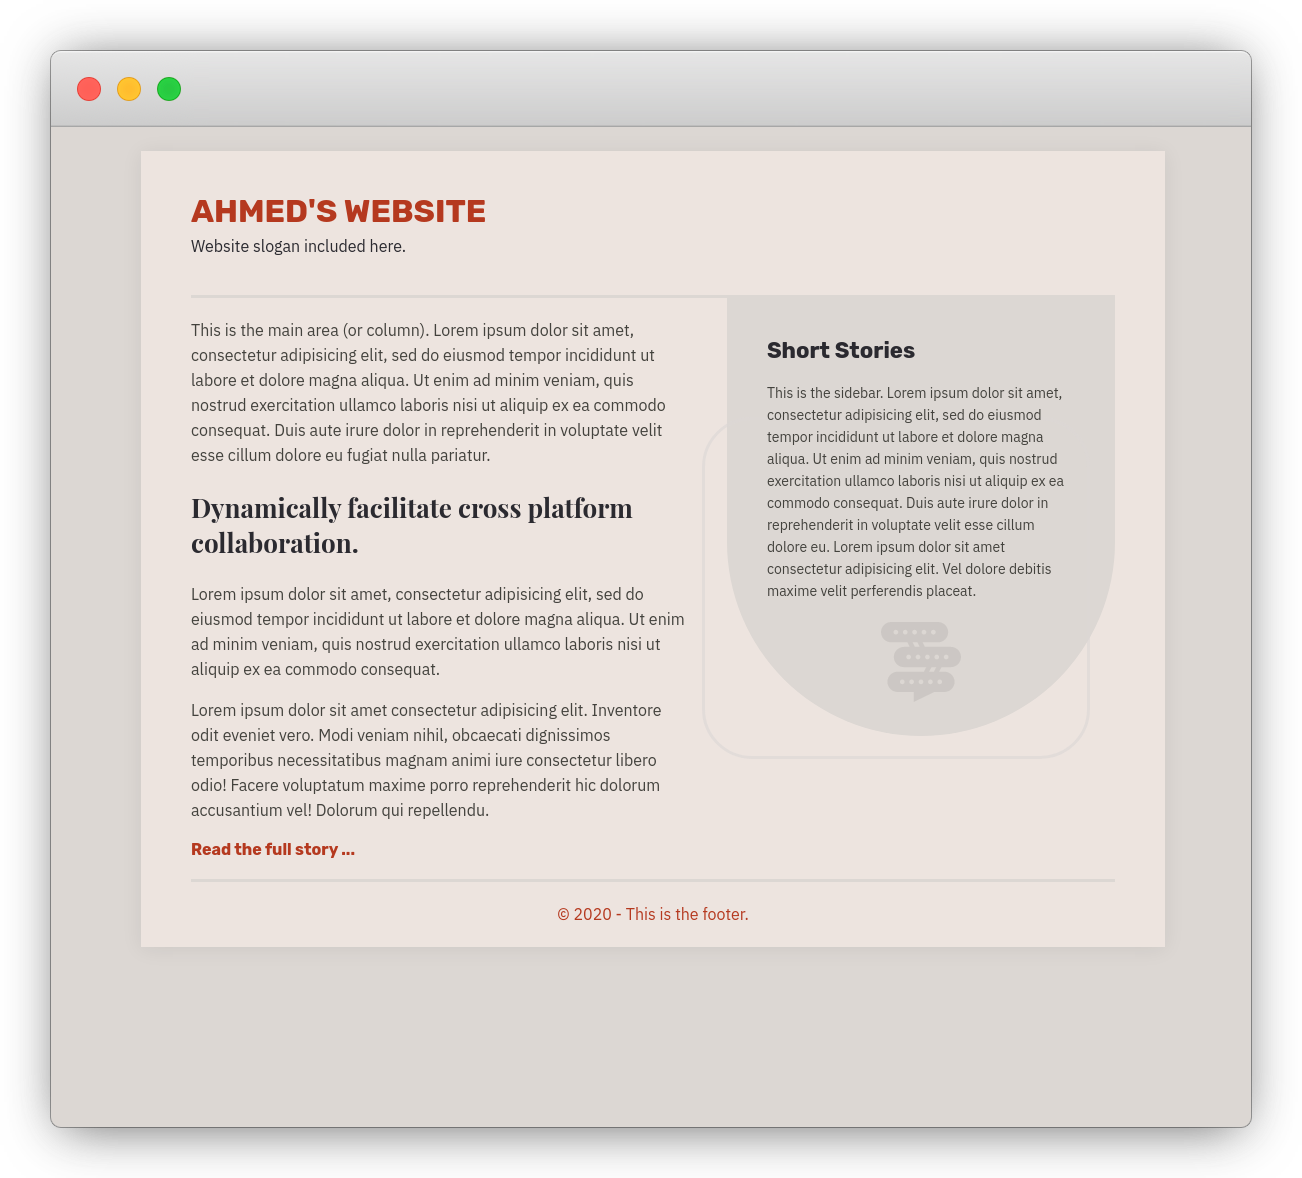 AHMED'S WEBSITE
Website slogan included here.
This is the main area (or column). Lorem ipsum dolor sit amet,
consectetur adipisicing elit, sed do eiusmod tempor incididunt ut
labore et dolore magna aliqua. Ut enim ad minim veniam, quis
nostrud exercitation ullamco laboris nisi ut aliquip ex ea commodo
consequat. Duis aute irure dolor in reprehenderit in voluptate velit
esse cillum dolore eu fugiat nulla pariatur.
Dynamically facilitate cross platform
collaboration.
Lorem ipsum dolor sit amet, consectetur adipisicing elit, sed do
eiusmod tempor incididunt ut labore et dolore magna aliqua. Ut enim
ad minim veniam, quis nostrud exercitation ullamco laboris nisi ut
aliquip ex ea commodo consequat.
Lorem ipsum dolor sit amet consectetur adipisicing elit. Inventore
odit eveniet vero. Modi veniam nihil, obcaecati dignissimos
temporibus necessitatibus magnam animi iure consectetur libero
odio! Facere voluptatum maxime porro reprehenderit hic dolorum
accusantium vel! Dolorum qui repellendu.
Read the full story ...
Short Stories
This is the sidebar. Lorem ipsum dolor sit amet,
consectetur adipisicing elit, sed do eiusmod
tempor incididunt ut labore et dolore magna
aliqua. Ut enim ad minim veniam, quis nostrud
exercitation ullamco laboris nisi ut aliquip ex ea
commodo consequat. Duis aute irure dolor in
reprehenderit in voluptate velit esse cillum
dolore eu. Lorem ipsum dolor sit amet
consectetur adipisicing elit. Vel dolore debitis
maxime velit perferendis placeat.
© 2020 - This is the footer.